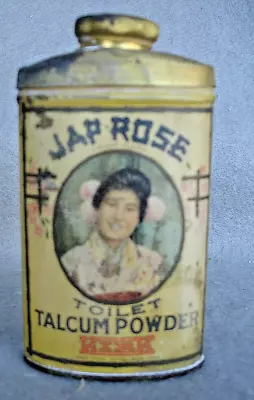 JAP ROSE
TOILET
TALCUM POWDER